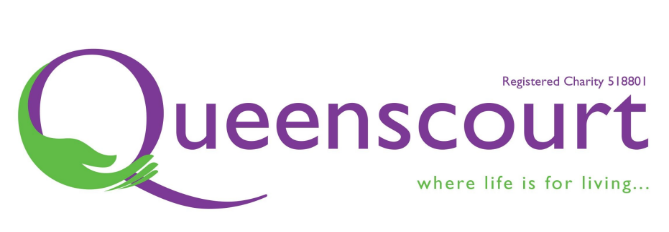 Registered Charity 518801
Queenscourt
where life is for living...